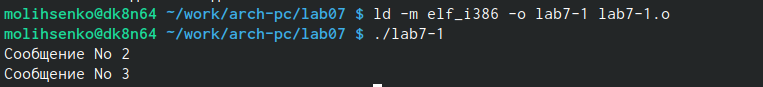 molihsenko@dk8n64 ~/work/arch-pc/lab07 $ ld -m elf_i386 -o lab7-1 lab7-1.o
molihsenko@dk8n64 ~/work/arch-pc/lab07 $ ./lab7-1
Сообщение No 2
Сообщение No 3